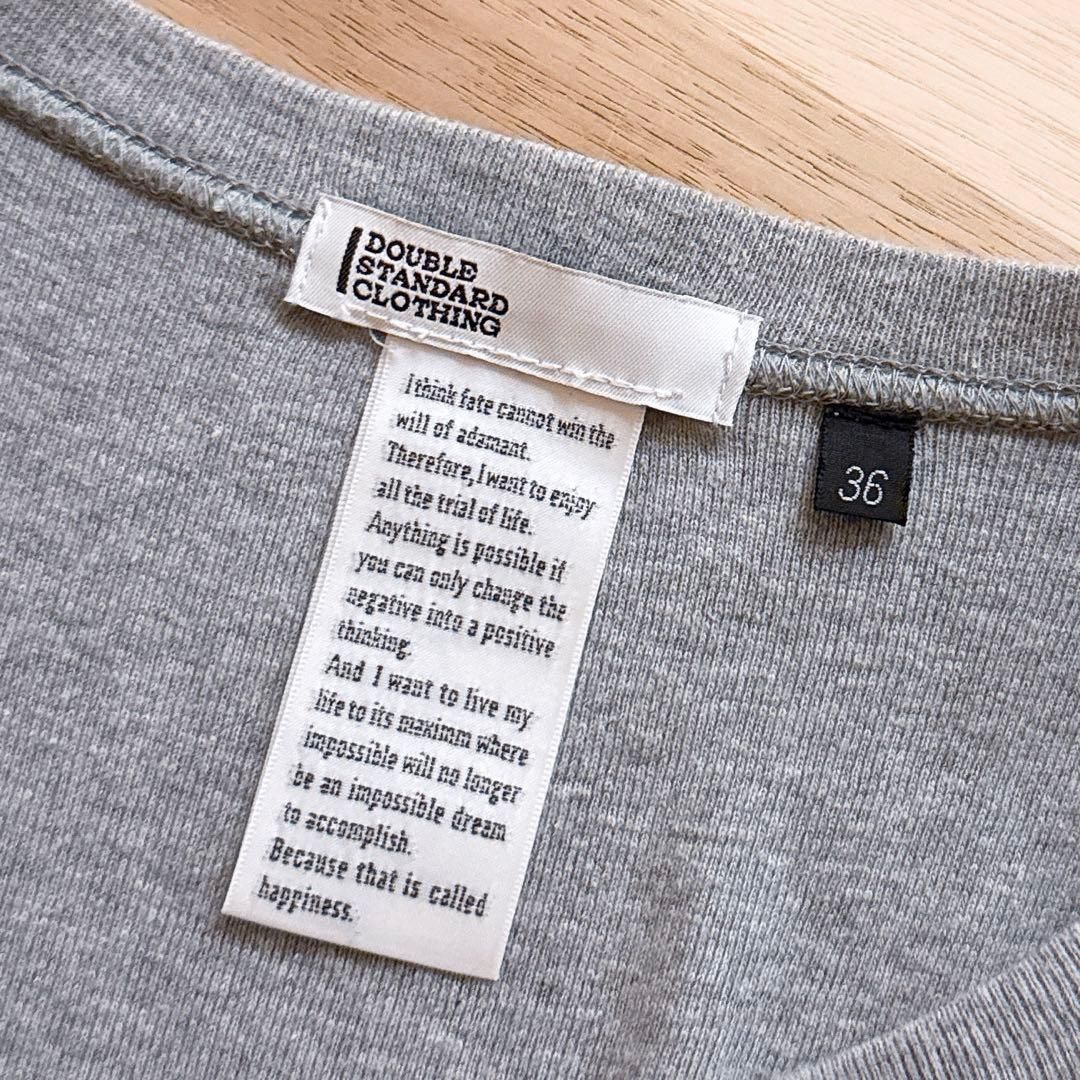 DOUBLE
STANDARD
CLOTHING
I think fate cannot win the
will of adamant.
Therefore, I want to enjoy
all the trial of life.
Anything is possible if
you can only change the
negative into a positive
thinking.
And I want to live my
life to its maximm where
impossible will no longer
be an impossible dream
to accomplish.
Because that is called
happiness.
36